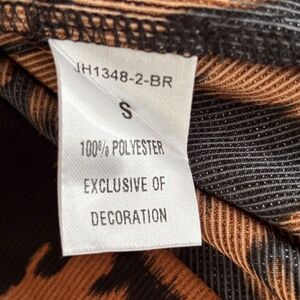 JH1348-2-BR
S
100% POLYESTER
EXCLUSIVE OF
DECORATION